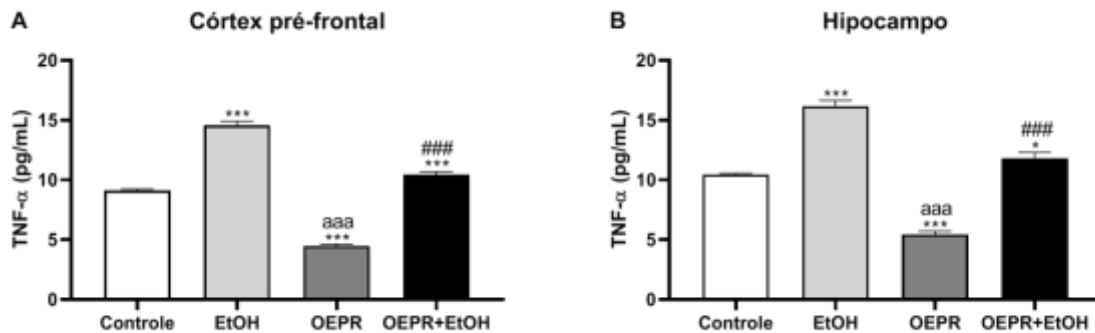 A
Córtex pré-frontal
TNF-α (pg/mL)
20
15
10
5
0
***
aaa
***
###
***
Controle
EtOH
OEPR
OEPR+EtOH
B
Hipocampo
TNF-α (pg/mL)
20
15
10
5
0
***
aaa
***
###
*
Controle
EtOH
OEPR
OEPR+EtOH